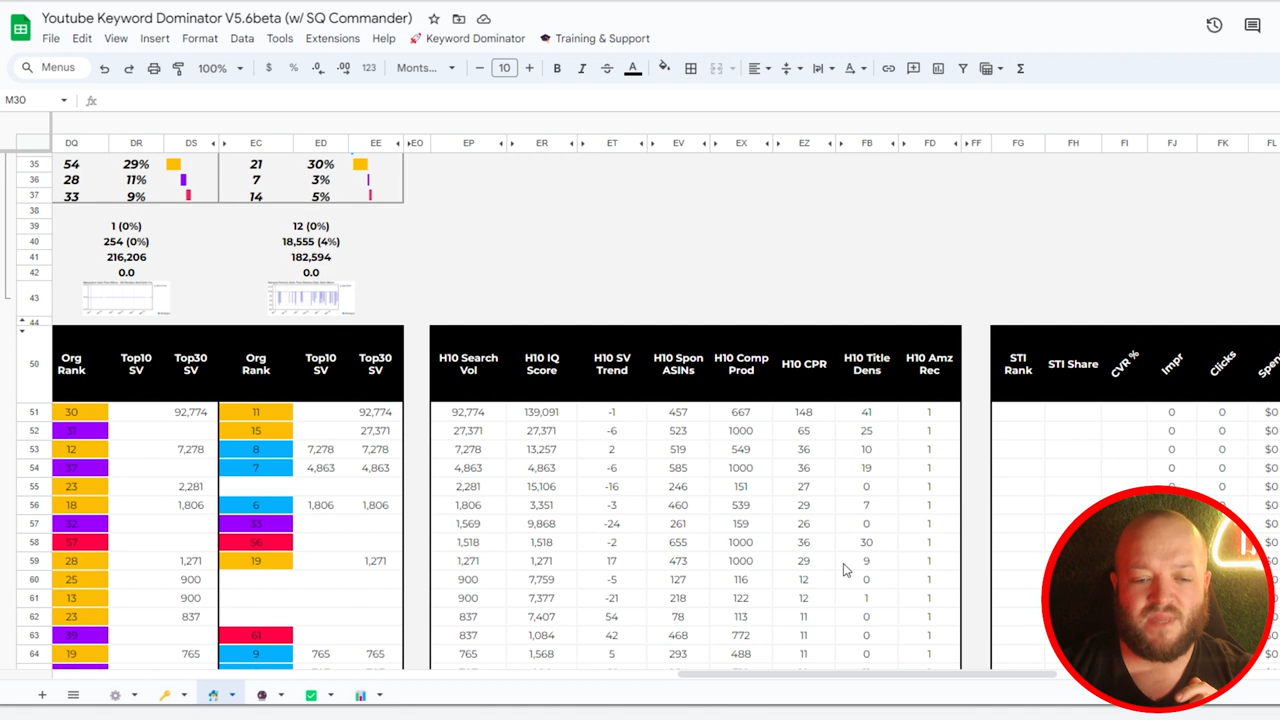 Youtube Keyword Dominator V5.6beta (w/ SQ Commander)
File Edit View Insert Format Data Tools Extensions Help 🚀 Keyword Dominator 🎓 Training & Support
Menus 100% $ % .0 .00 123 Monts... 10 B I A Σ
M30 fx
DQ DR DS EC ED EE EO EP ER ET EV EX EZ FB FD FF FG FH FI FJ FK FL
35 54 29% 21 30%
36 28 11% 7 3%
37 33 9% 14 5%
38
39 1 (0%) 12 (0%)
40 254 (0%) 18,555 (4%)
41 216,206 182,594
42 0.0 0.0
43
44
50 Org Rank Top10 SV Top30 SV Org Rank Top10 SV Top30 SV H10 Search Vol H10 IQ Score H10 SV Trend H10 Spon ASINs H10 Comp Prod H10 CPR H10 Title Dens H10 Amz Rec STI Rank STI Share CVR % Impr Clicks
51 30 92,774 11 92,774 92,774 139,091 -1 457 667 148 41 1 0 0 $0
52 31 15 27,371 27,371 27,371 -6 523 1000 65 25 1 0 0 $0
53 12 7,278 8 7,278 7,278 7,278 13,257 2 519 549 36 10 1 0 0 $0
54 37 7 4,863 4,863 4,863 4,863 -6 585 1000 36 19 1 0 0 $0
55 23 2,281 2,281 15,106 -16 246 151 27 0 1 0 0 $0
56 18 1,806 6 1,806 1,806 1,806 3,351 -3 460 539 29 7 1
57 32 33 1,569 9,868 -24 261 159 26 0 1
58 57 56 1,518 1,518 -2 655 1000 36 30 1
59 28 1,271 19 1,271 1,271 1,271 17 473 1000 29 9 1
60 25 900 900 7,759 -5 127 116 12 0 1
61 13 900 900 7,377 -21 218 122 12 1 1
62 23 837 837 7,407 54 78 113 11 0 1
63 39 61 837 1,084 42 468 772 11 0 1
64 19 765 9 765 765 765 1,568 5 293 488 11 0 1